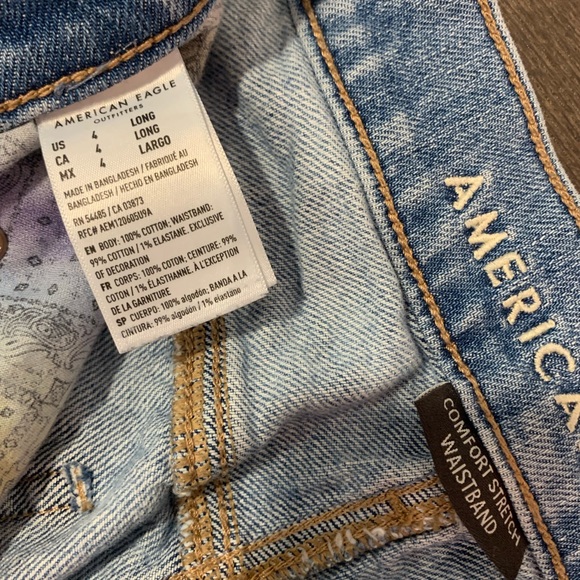 AMERICAN EAGLE
OUTFITTERS
US 4 LONG
CA 4 LONG
MX 4 LARGO
MADE IN BANGLADESH / FABRIQUÉ AU
BANGLADESH / HECHO EN BANGLADESH
RN 54485 / CA 03873
RFC# AEM120605U9A
EN BODY: 100% COTTON; WAISTBAND:
99% COTTON / 1% ELASTANE. EXCLUSIVE
OF DECORATION
FR CORPS: 100% COTON; CEINTURE: 99%
COTON / 1% ÉLASTHANNE. À L'EXCEPTION
DE LA GARNITURE
SP CUERPO: 100% algodón; BANDA A LA
CINTURA: 99% algodón / 1% elastano
AMERICA
COMFORT STRETCH
WAISTBAND